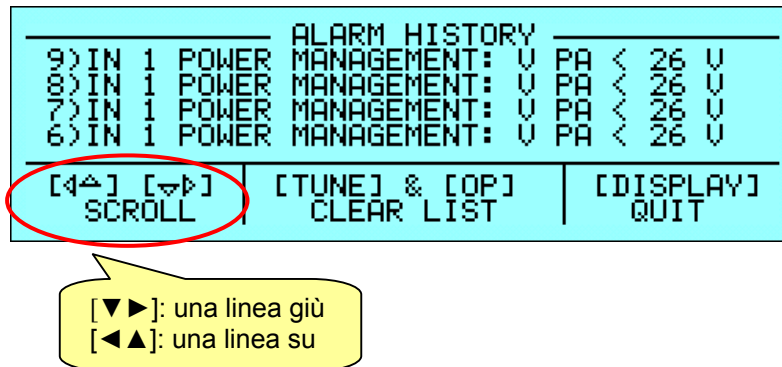 ALARM HISTORY
9)IN 1 POWER MANAGEMENT: V PA < 26 V
8)IN 1 POWER MANAGEMENT: V PA < 26 V
7)IN 1 POWER MANAGEMENT: V PA < 26 V
6)IN 1 POWER MANAGEMENT: V PA < 26 V
[◁△] [▽▷] [TUNE] & [OP] [DISPLAY]
SCROLL CLEAR LIST QUIT
[▼►]: una linea giù
[◄▲]: una linea su